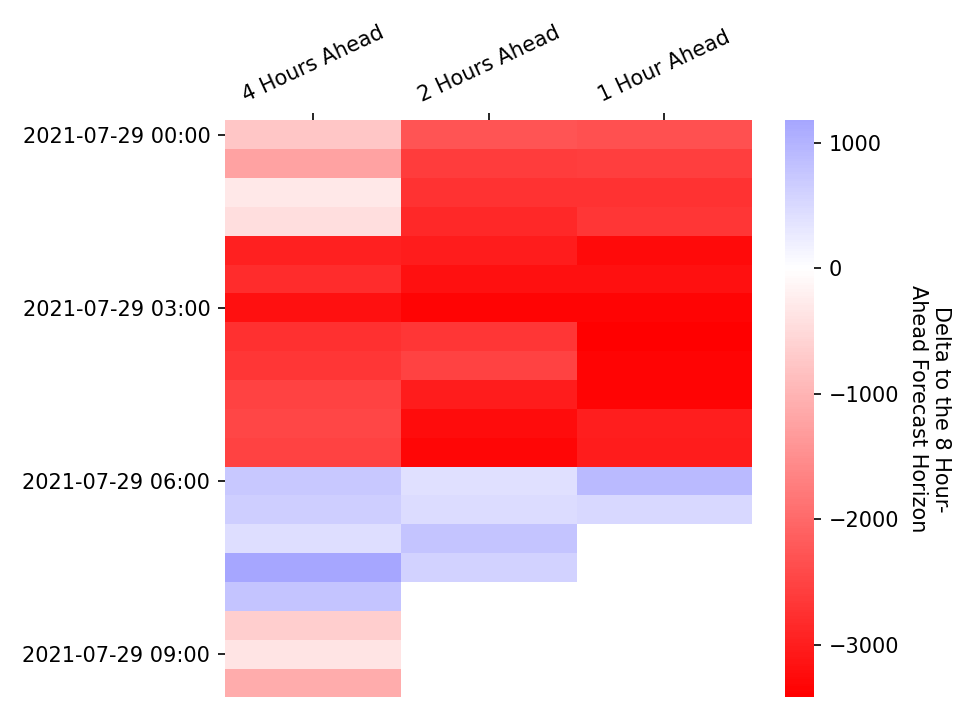 4 Hours Ahead
2 Hours Ahead
1 Hour Ahead
2021-07-29 00:00
2021-07-29 03:00
2021-07-29 06:00
2021-07-29 09:00
1000
0
−1000
−2000
−3000
Delta to the 8 Hour-
Ahead Forecast Horizon